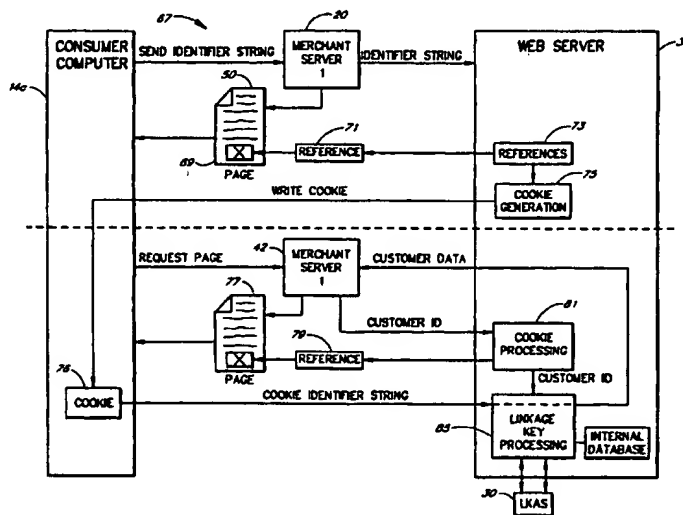 67
CONSUMER
COMPUTER
14a
SEND IDENTIFIER STRING
20
MERCHANT
SERVER
1
IDENTIFIER STRING
WEB SERVER
50
69
PAGE
71
REFERENCE
73
REFERENCES
75
COOKIE
GENERATION
WRITE COOKIE
REQUEST PAGE
42
MERCHANT
SERVER
1
CUSTOMER DATA
77
PAGE
CUSTOMER ID
79
REFERENCE
81
COOKIE
PROCESSING
CUSTOMER ID
76
COOKIE
COOKIE IDENTIFIER STRING
85
LINKAGE
KEY
PROCESSING
INTERNAL
DATABASE
30
LKAS